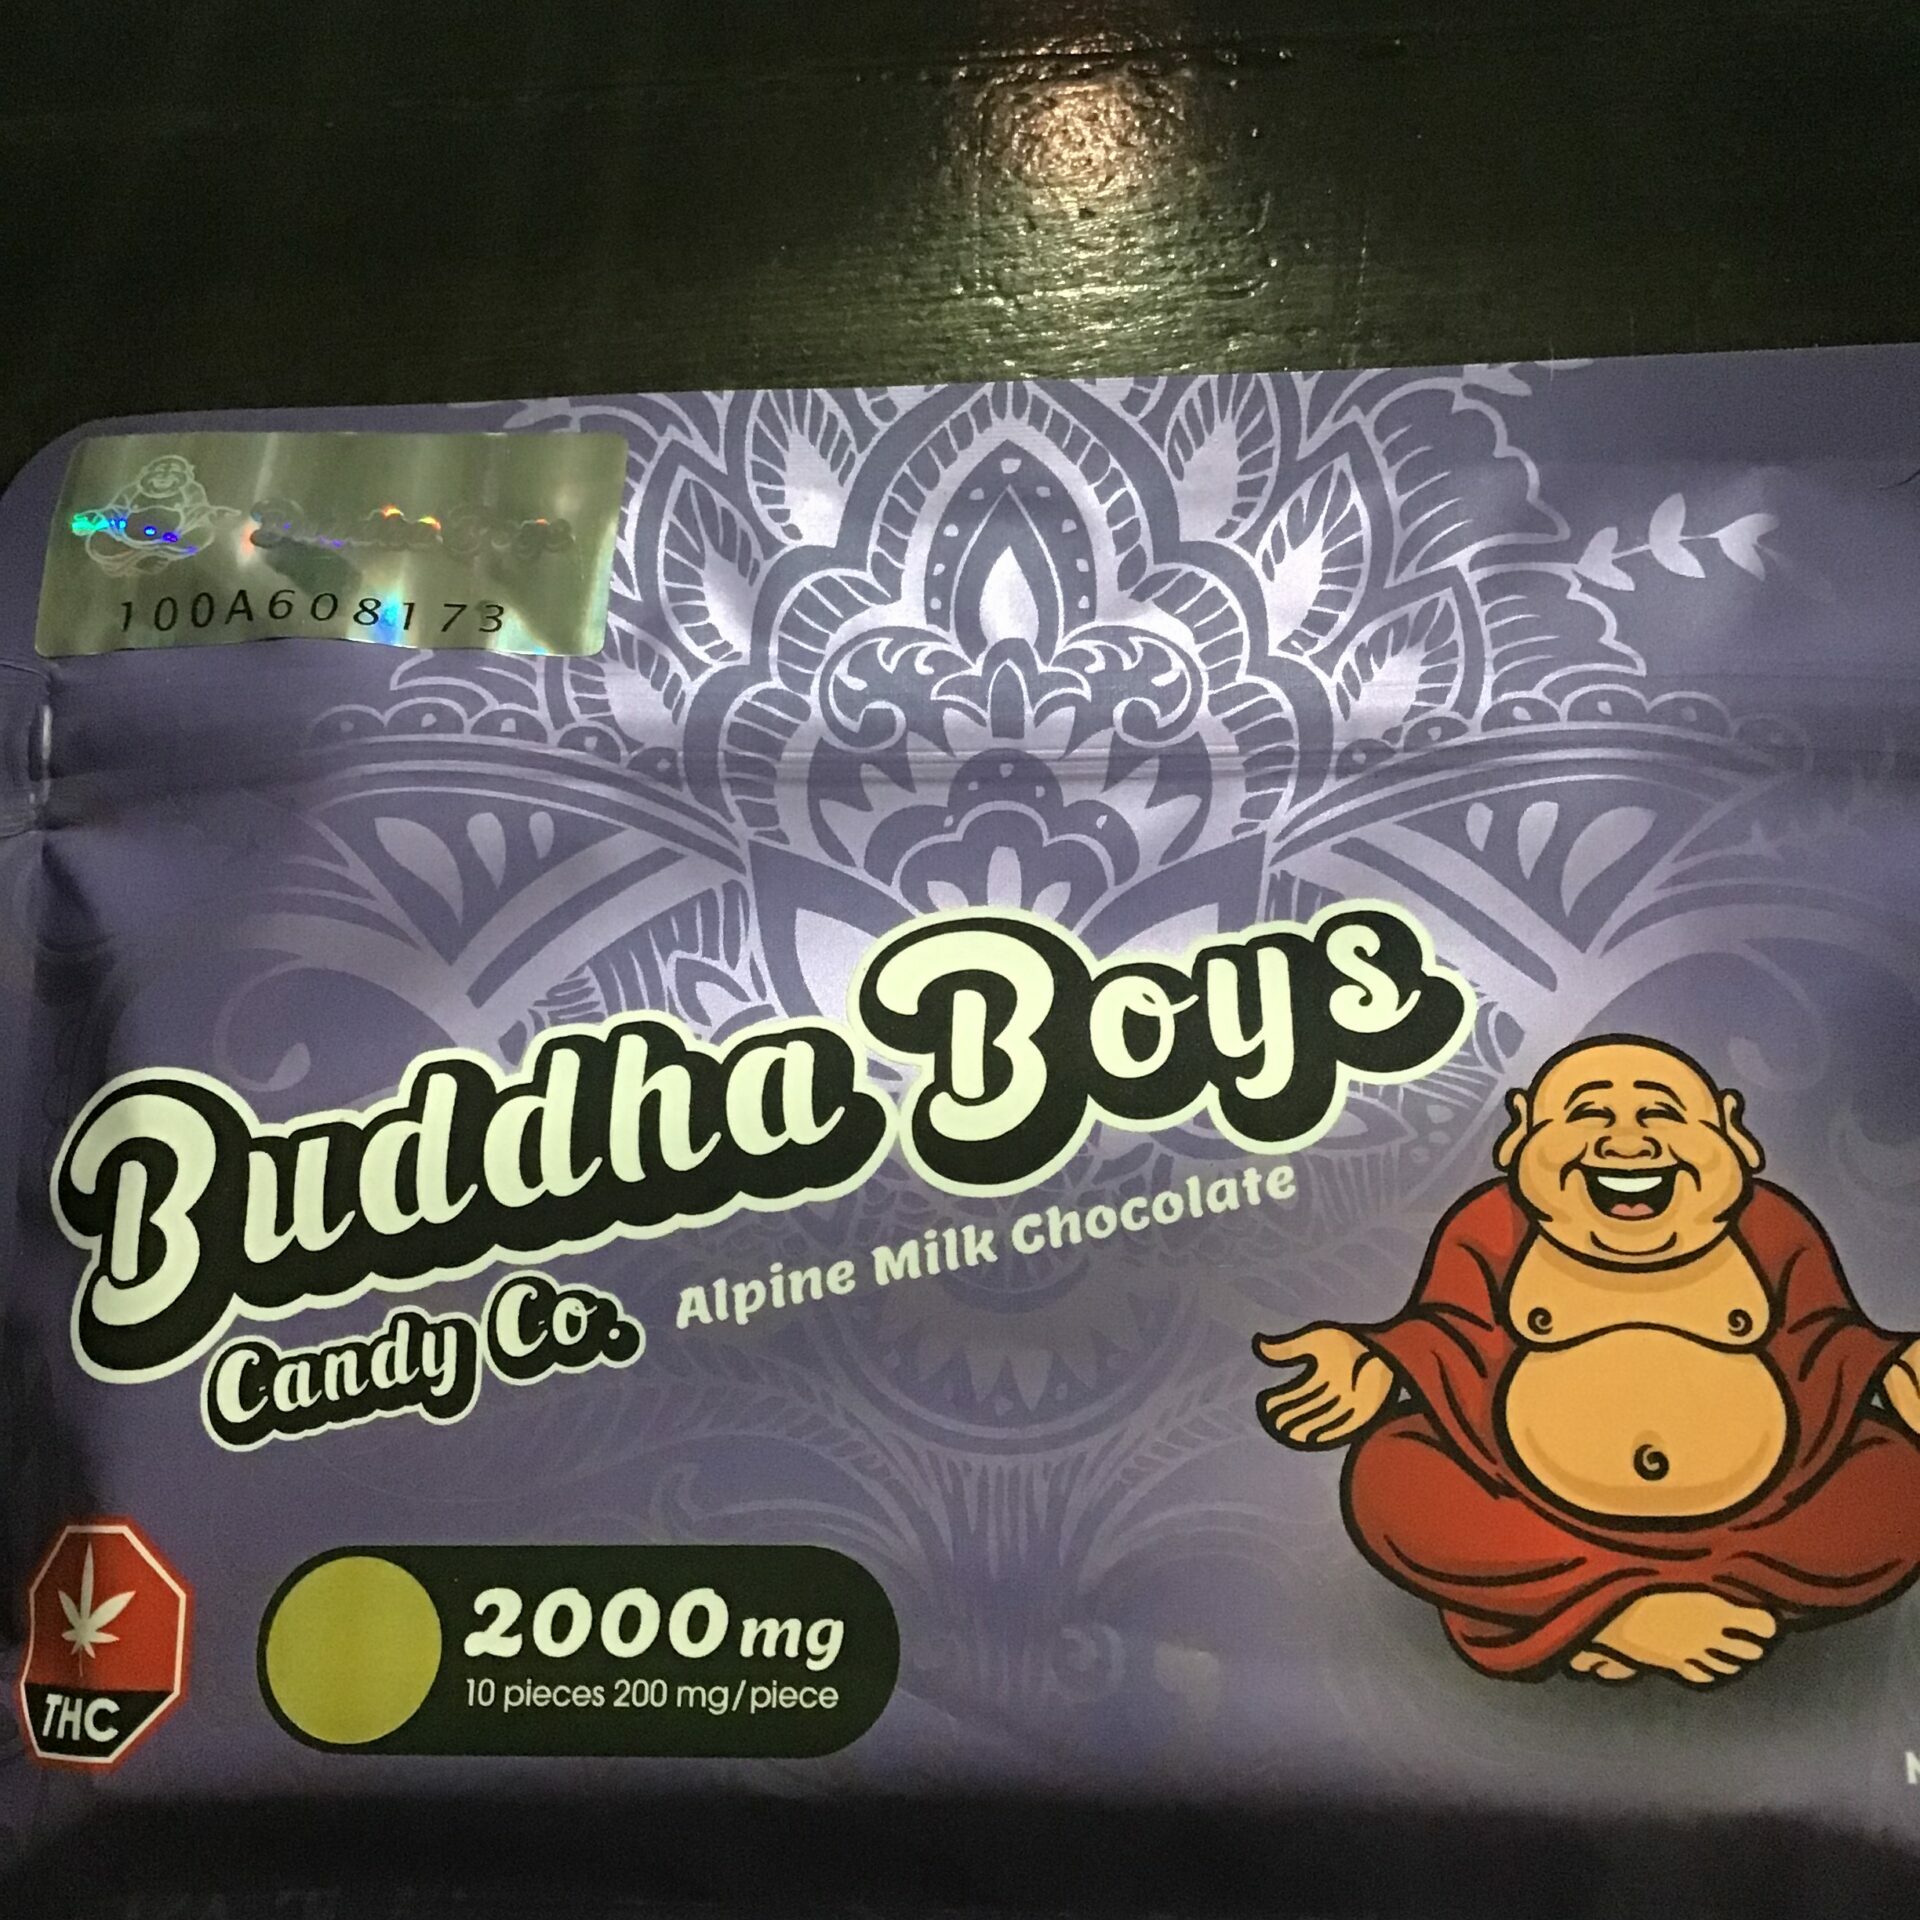 100A608173
Buddha Boys
Candy Co.
Alpine Milk Chocolate
THC
2000mg
10 pieces 200 mg/piece